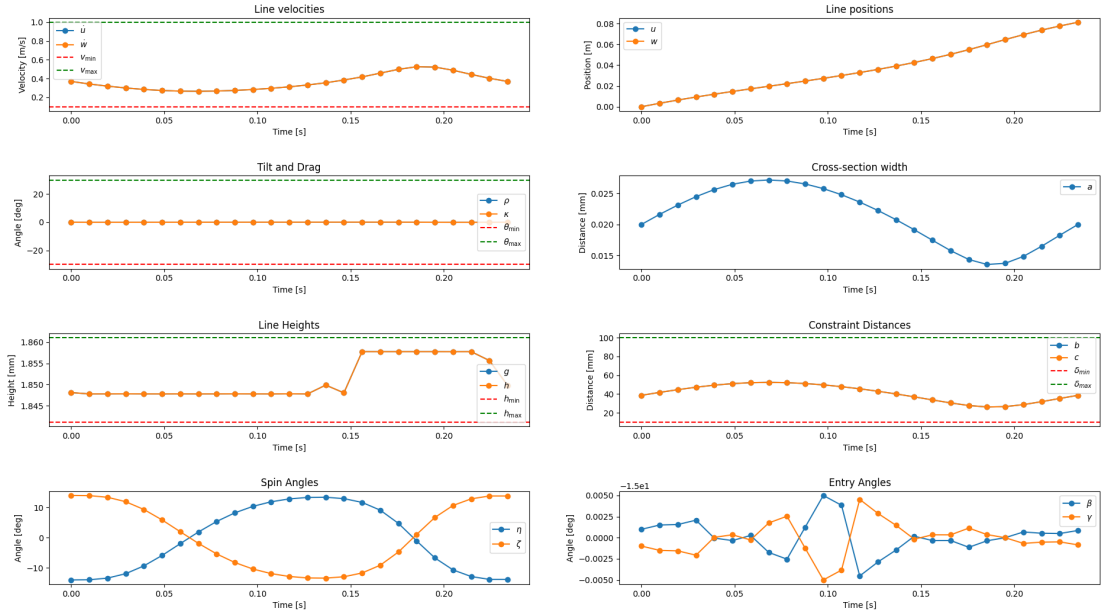 Line velocities
Velocity [m/s]
1.0
0.8
0.6
0.4
0.2
u
w
v_min
v_max
0.00 0.05 0.10 0.15 0.20
Time [s]
Line positions
Position [m]
0.08
0.06
0.04
0.02
0.00
u
w
0.00 0.05 0.10 0.15 0.20
Time [s]
Tilt and Drag
Angle [deg]
20
0
−20
ρ
κ
θ_min
θ_max
0.00 0.05 0.10 0.15 0.20
Time [s]
Cross-section width
Distance [m]
0.025
0.020
0.015
a
0.00 0.05 0.10 0.15 0.20
Time [s]
Line Heights
Height [mm]
1.860
1.855
1.850
1.845
g
h
h_min
h_max
0.00 0.05 0.10 0.15 0.20
Time [s]
Constraint Distances
Distance [mm]
100
80
60
40
20
b
c
δ_min
δ_max
0.00 0.05 0.10 0.15 0.20
Time [s]
Spin Angles
Angle [deg]
10
0
−10
η
ζ
0.00 0.05 0.10 0.15 0.20
Time [s]
Entry Angles
−1.5e1
Angle [deg]
0.0050
0.0025
0.0000
−0.0025
−0.0050
β
γ
0.00 0.05 0.10 0.15 0.20
Time [s]